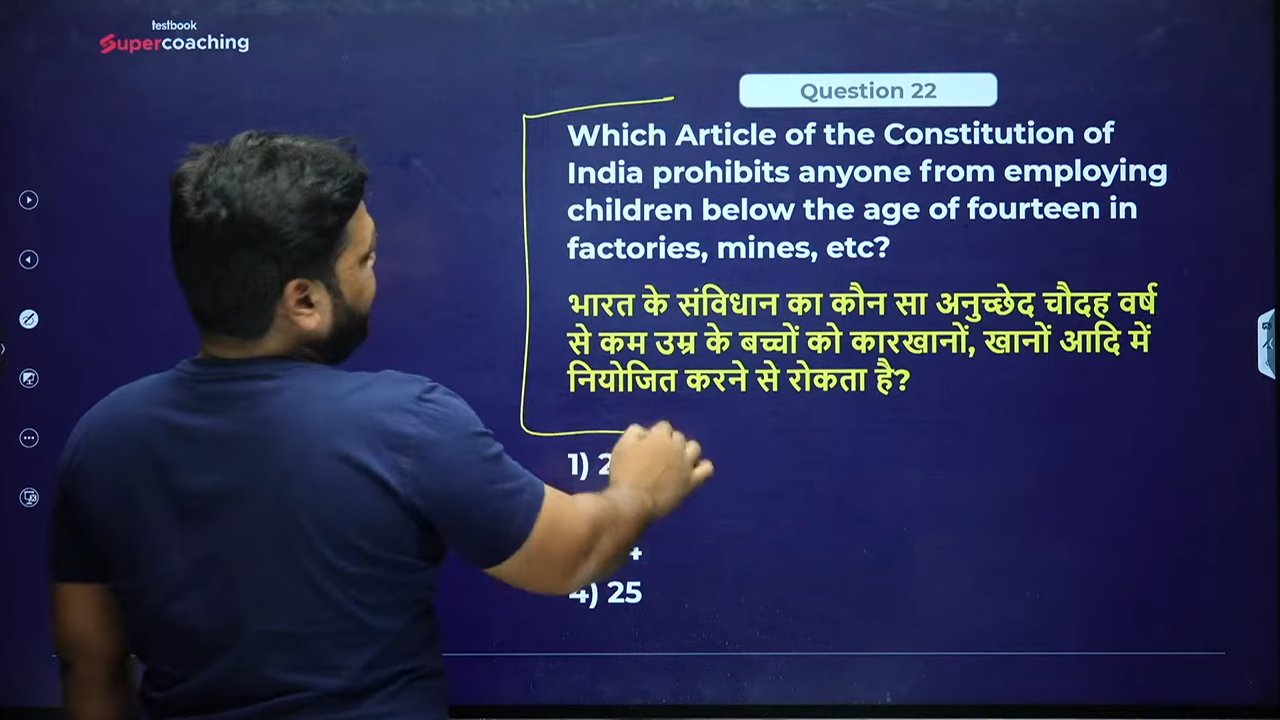 testbook
Supercoaching
Question 22
Which Article of the Constitution of
India prohibits anyone from employing
children below the age of fourteen in
factories, mines, etc?
भारत के संविधान का कौन सा अनुच्छेद चौदह वर्ष
से कम उम्र के बच्चों को कारखानों, खानों आदि में
नियोजित करने से रोकता है?
1) 2
4) 25